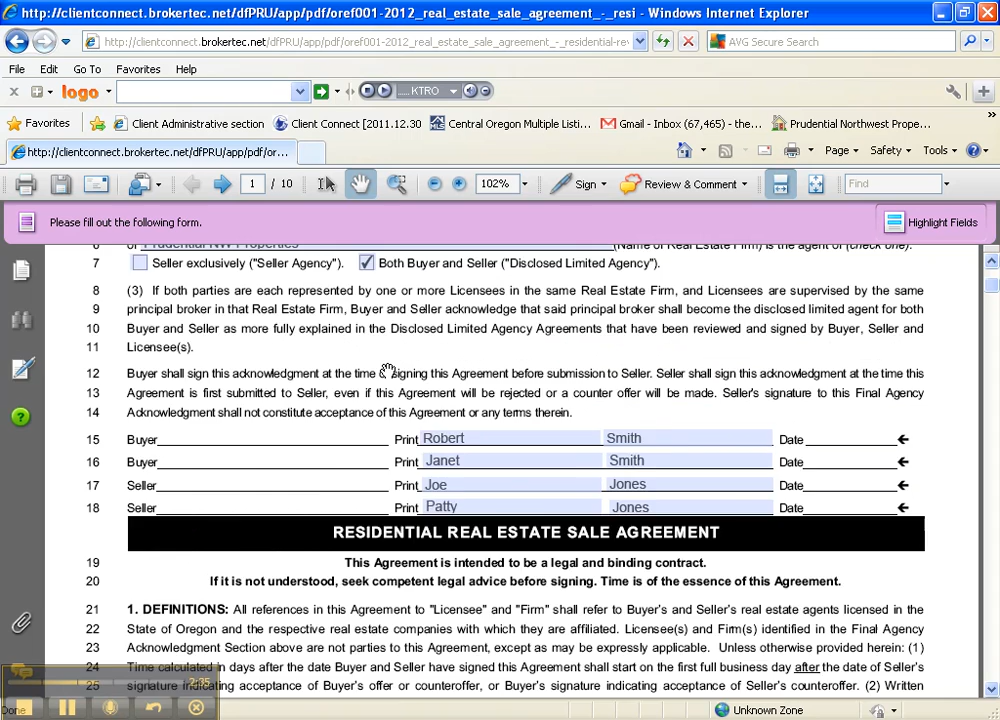 http://clientconnect.brokertec.net/dfPRU/app/pdf/oref001-2012_real_estate_sale_agreement_-_resi - Windows Internet Explorer
http://clientconnect.brokertec.net/dfPRU/app/pdf/oref001-2012_real_estate_sale_agreement_-_residential-rev
AVG Secure Search
File Edit Go To Favorites Help
logo
.... KTRO
Favorites Client Administrative section Client Connect [2011.12.30 Central Oregon Multiple Listi... Gmail - Inbox (67,465) - the... Prudential Northwest Prope... »
http://clientconnect.brokertec.net/dfPRU/app/pdf/or...
Page Safety Tools
1 / 10 102% Sign Review & Comment Find
Please fill out the following form. Highlight Fields
6 of Prudential NW Properties (Name of Real Estate Firm) is the agent of (check one):
7 Seller exclusively ("Seller Agency"). Both Buyer and Seller ("Disclosed Limited Agency").
8 (3) If both parties are each represented by one or more Licensees in the same Real Estate Firm, and Licensees are supervised by the same
9 principal broker in that Real Estate Firm, Buyer and Seller acknowledge that said principal broker shall become the disclosed limited agent for both
10 Buyer and Seller as more fully explained in the Disclosed Limited Agency Agreements that have been reviewed and signed by Buyer, Seller and
11 Licensee(s).
12 Buyer shall sign this acknowledgment at the time signing this Agreement before submission to Seller. Seller shall sign this acknowledgment at the time this
13 Agreement is first submitted to Seller, even if this Agreement will be rejected or a counter offer will be made. Seller's signature to this Final Agency
14 Acknowledgment shall not constitute acceptance of this Agreement or any terms therein.
15 Buyer Print Robert Smith Date
16 Buyer Print Janet Smith Date
17 Seller Print Joe Jones Date
18 Seller Print Patty Jones Date
RESIDENTIAL REAL ESTATE SALE AGREEMENT
19 This Agreement is intended to be a legal and binding contract.
20 If it is not understood, seek competent legal advice before signing. Time is of the essence of this Agreement.
21 1. DEFINITIONS: All references in this Agreement to "Licensee" and "Firm" shall refer to Buyer's and Seller's real estate agents licensed in the
22 State of Oregon and the respective real estate companies with which they are affiliated. Licensee(s) and Firm(s) identified in the Final Agency
23 Acknowledgment Section above are not parties to this Agreement, except as may be expressly applicable. Unless otherwise provided herein: (1)
24 Time calculated in days after the date Buyer and Seller have signed this Agreement shall start on the first full business day after the date of Seller's
25 signature indicating acceptance of Buyer's offer or counteroffer, or Buyer's signature indicating acceptance of Seller's counteroffer. (2) Written
Done Unknown Zone